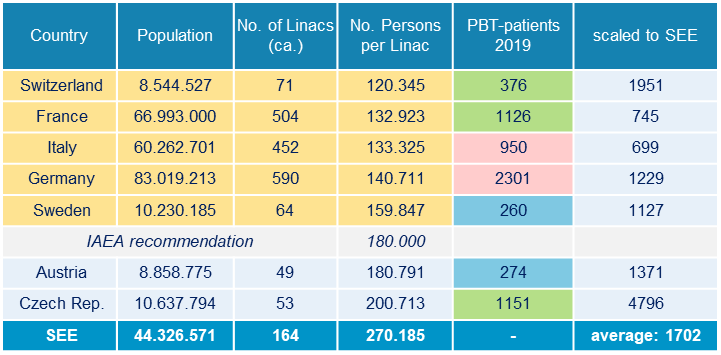 Country Population No. of Linacs (ca.) No. Persons per Linac PBT-patients 2019 scaled to SEE
Switzerland 8.544.527 71 120.345 376 1951
France 66.993.000 504 132.923 1126 745
Italy 60.262.701 452 133.325 950 699
Germany 83.019.213 590 140.711 2301 1229
Sweden 10.230.185 64 159.847 260 1127
IAEA recommendation 180.000
Austria 8.858.775 49 180.791 274 1371
Czech Rep. 10.637.794 53 200.713 1151 4796
SEE 44.326.571 164 270.185 - average: 1702